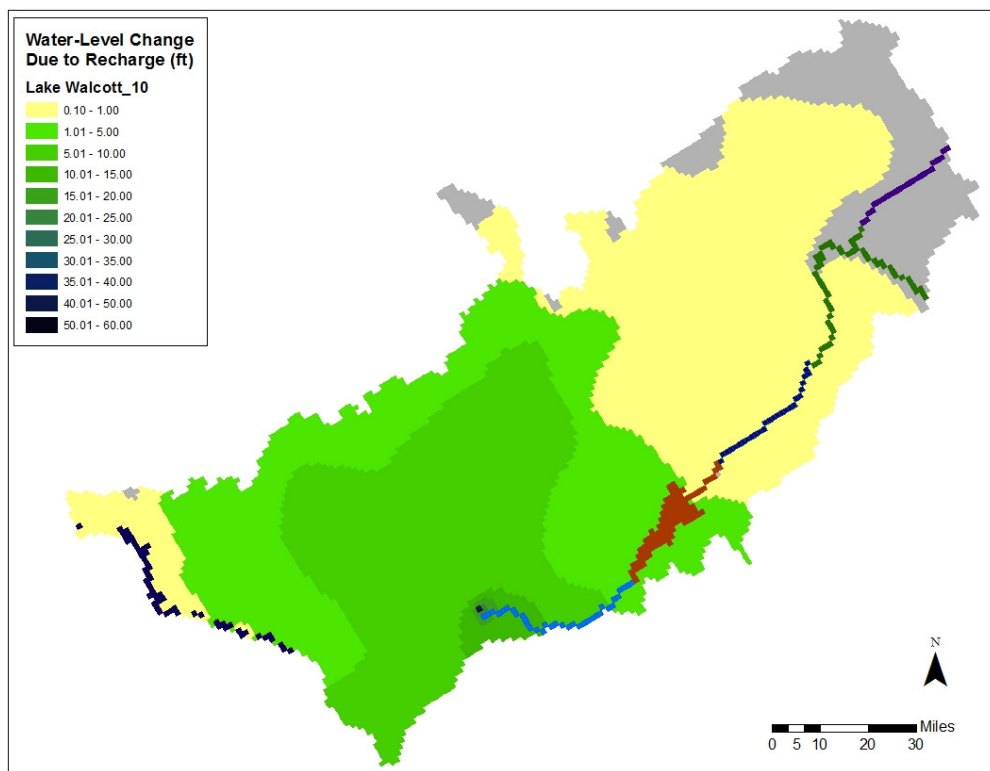 Water-Level Change
Due to Recharge (ft)
Lake Walcott_10
0.10 - 1.00
1.01 - 5.00
5.01 - 10.00
10.01 - 15.00
15.01 - 20.00
20.01 - 25.00
25.01 - 30.00
30.01 - 35.00
35.01 - 40.00
40.01 - 50.00
50.01 - 60.00
N
Miles
0 5 10 20 30